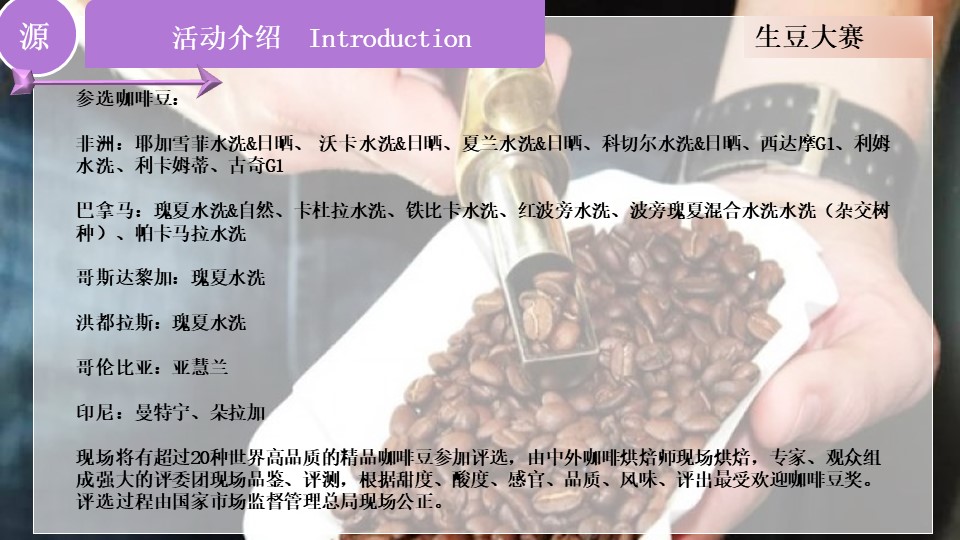 源
活动介绍 Introduction
生豆大赛
参选咖啡豆：
非洲：耶加雪菲水洗&日晒、 沃卡水洗&日晒、夏兰水洗&日晒、科切尔水洗&日晒、西达摩G1、利姆
水洗、利卡姆蒂、古奇G1
巴拿马：瑰夏水洗&自然、卡杜拉水洗、铁比卡水洗、红波旁水洗、波旁瑰夏混合水洗水洗（杂交树
种）、帕卡马拉水洗
哥斯达黎加：瑰夏水洗
洪都拉斯：瑰夏水洗
哥伦比亚：亚慧兰
印尼：曼特宁、朵拉加
现场将有超过20种世界高品质的精品咖啡豆参加评选，由中外咖啡烘焙师现场烘焙，专家、观众组
成强大的评委团现场品鉴、评测，根据甜度、酸度、感官、品质、风味、评出最受欢迎咖啡豆奖。
评选过程由国家市场监督管理总局现场公正。